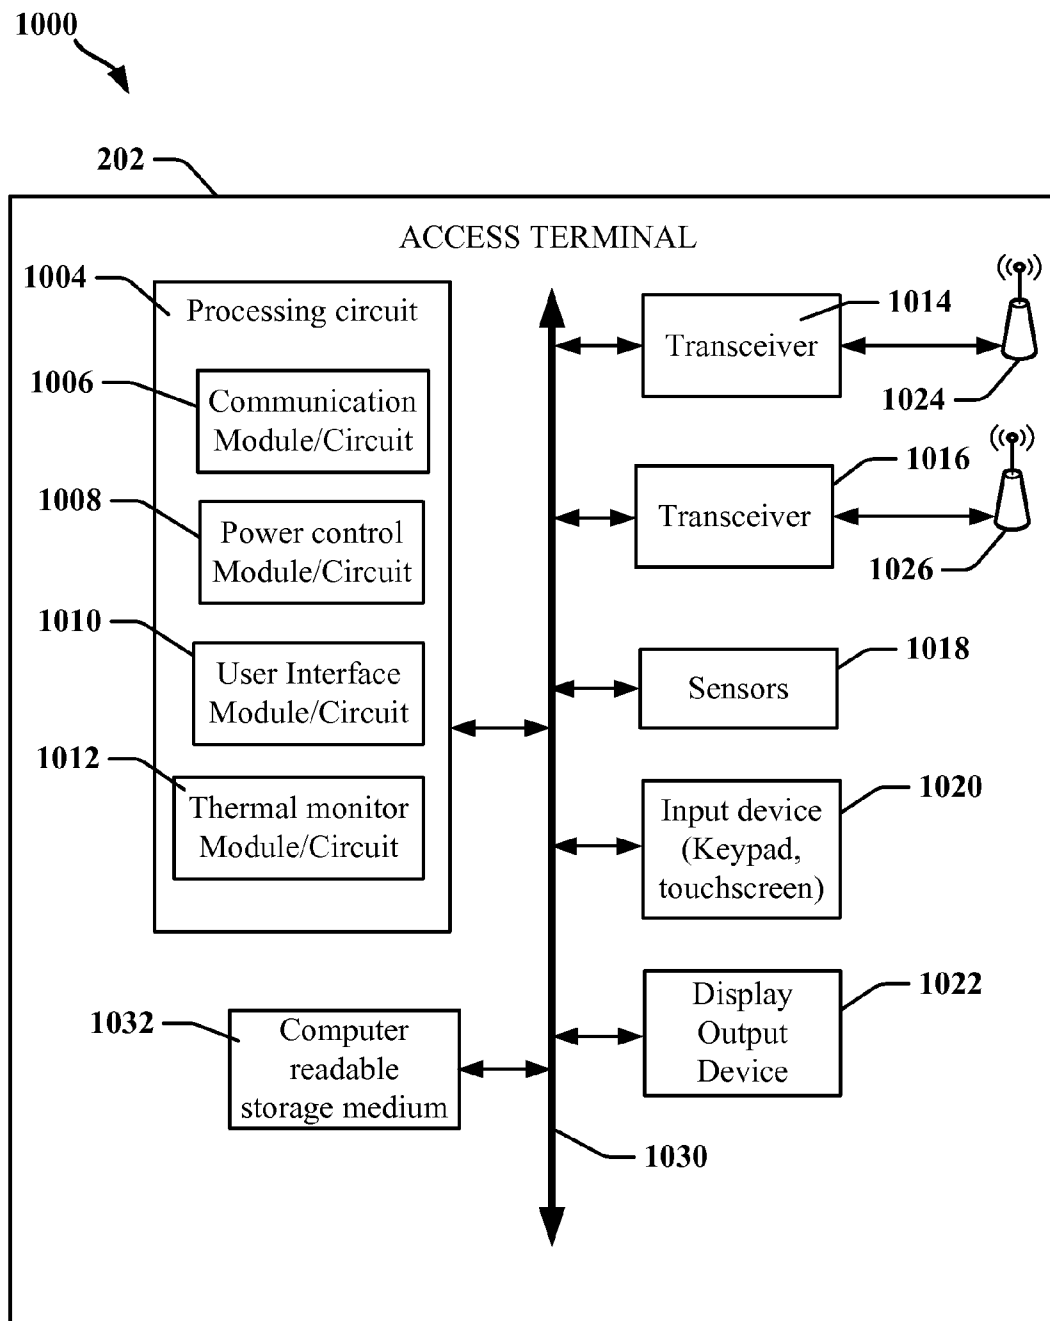 1000
202
ACCESS TERMINAL
1004
Processing circuit
1006
Communication
Module/Circuit
1008
Power control
Module/Circuit
1010
User Interface
Module/Circuit
1012
Thermal monitor
Module/Circuit
1032
Computer
readable
storage medium
1014
Transceiver
1024
1016
Transceiver
1026
1018
Sensors
1020
Input device
(Keypad,
touchscreen)
1022
Display
Output
Device
1030